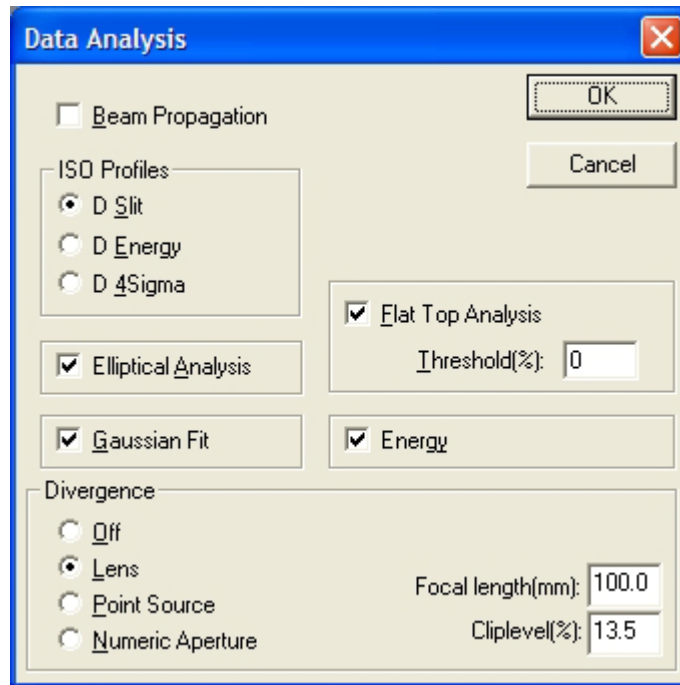 Data Analysis
OK
Beam Propagation
Cancel
ISO Profiles
D Slit
D Energy
D 4Sigma
Flat Top Analysis
Threshold(%): 0
Elliptical Analysis
Gaussian Fit
Energy
Divergence
Off
Lens
Point Source
Numeric Aperture
Focal length(mm): 100.0
Cliplevel(%): 13.5